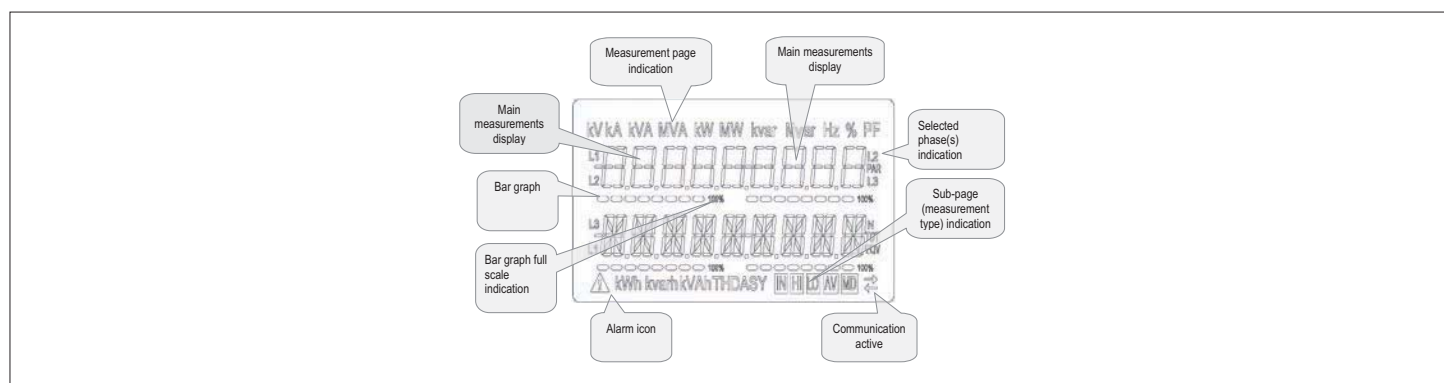 Measurement page
indication
Main measurements
display
Main
measurements
display
kV kA kVA MVA kW MW kvar Mvar Hz % PF
Selected
phase(s)
indication
L1
L2
PAR
L2
L3
Bar graph
100%
100%
Sub-page
(measurement
type) indication
L3
N
L1
EQV
Bar graph full
scale
indication
100%
100%
kWh kvarh kVAh THD ASY IN HI LO AV MD
Alarm icon
Communication
active